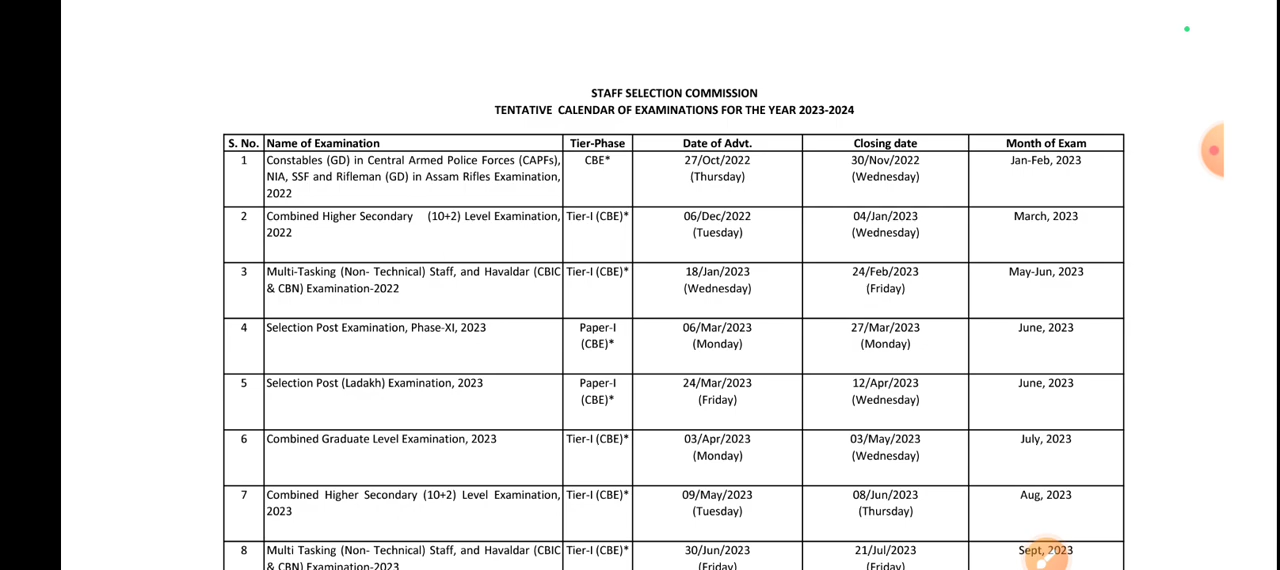 STAFF SELECTION COMMISSION
TENTATIVE CALENDAR OF EXAMINATIONS FOR THE YEAR 2023-2024
S. No. Name of Examination Tier-Phase Date of Advt. Closing date Month of Exam
1 Constables (GD) in Central Armed Police Forces (CAPFs), CBE* 27/Oct/2022 30/Nov/2022 Jan-Feb, 2023
NIA, SSF and Rifleman (GD) in Assam Rifles Examination, (Thursday) (Wednesday)
2022
2 Combined Higher Secondary (10+2) Level Examination, Tier-I (CBE)* 06/Dec/2022 04/Jan/2023 March, 2023
2022 (Tuesday) (Wednesday)
3 Multi-Tasking (Non- Technical) Staff, and Havaldar (CBIC Tier-I (CBE)* 18/Jan/2023 24/Feb/2023 May-Jun, 2023
& CBN) Examination-2022 (Wednesday) (Friday)
4 Selection Post Examination, Phase-XI, 2023 Paper-I 06/Mar/2023 27/Mar/2023 June, 2023
(CBE)* (Monday) (Monday)
5 Selection Post (Ladakh) Examination, 2023 Paper-I 24/Mar/2023 12/Apr/2023 June, 2023
(CBE)* (Friday) (Wednesday)
6 Combined Graduate Level Examination, 2023 Tier-I (CBE)* 03/Apr/2023 03/May/2023 July, 2023
(Monday) (Wednesday)
7 Combined Higher Secondary (10+2) Level Examination, Tier-I (CBE)* 09/May/2023 08/Jun/2023 Aug, 2023
2023 (Tuesday) (Thursday)
8 Multi Tasking (Non- Technical) Staff, and Havaldar (CBIC Tier-I (CBE)* 30/Jun/2023 21/Jul/2023 Sept, 2023
& CBN) Examination-2023 (Friday) (Friday)